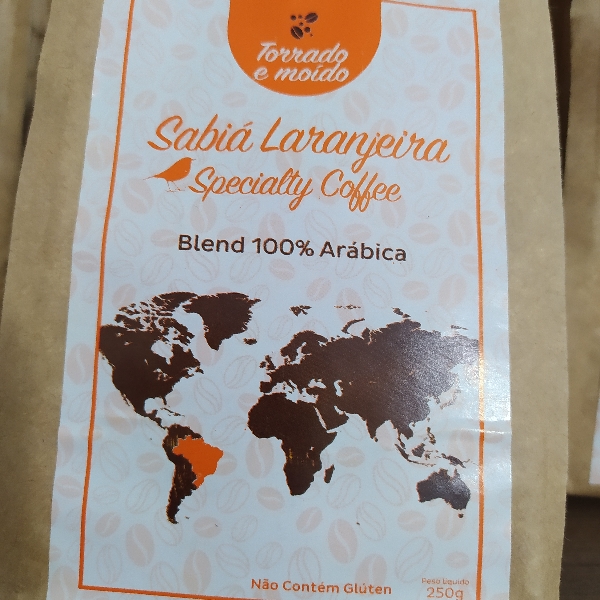 Torrado
e moído
Sabiá Laranjeira
Specialty Coffee
Blend 100% Arábica
Não Contém Glúten
Peso líquido
250g